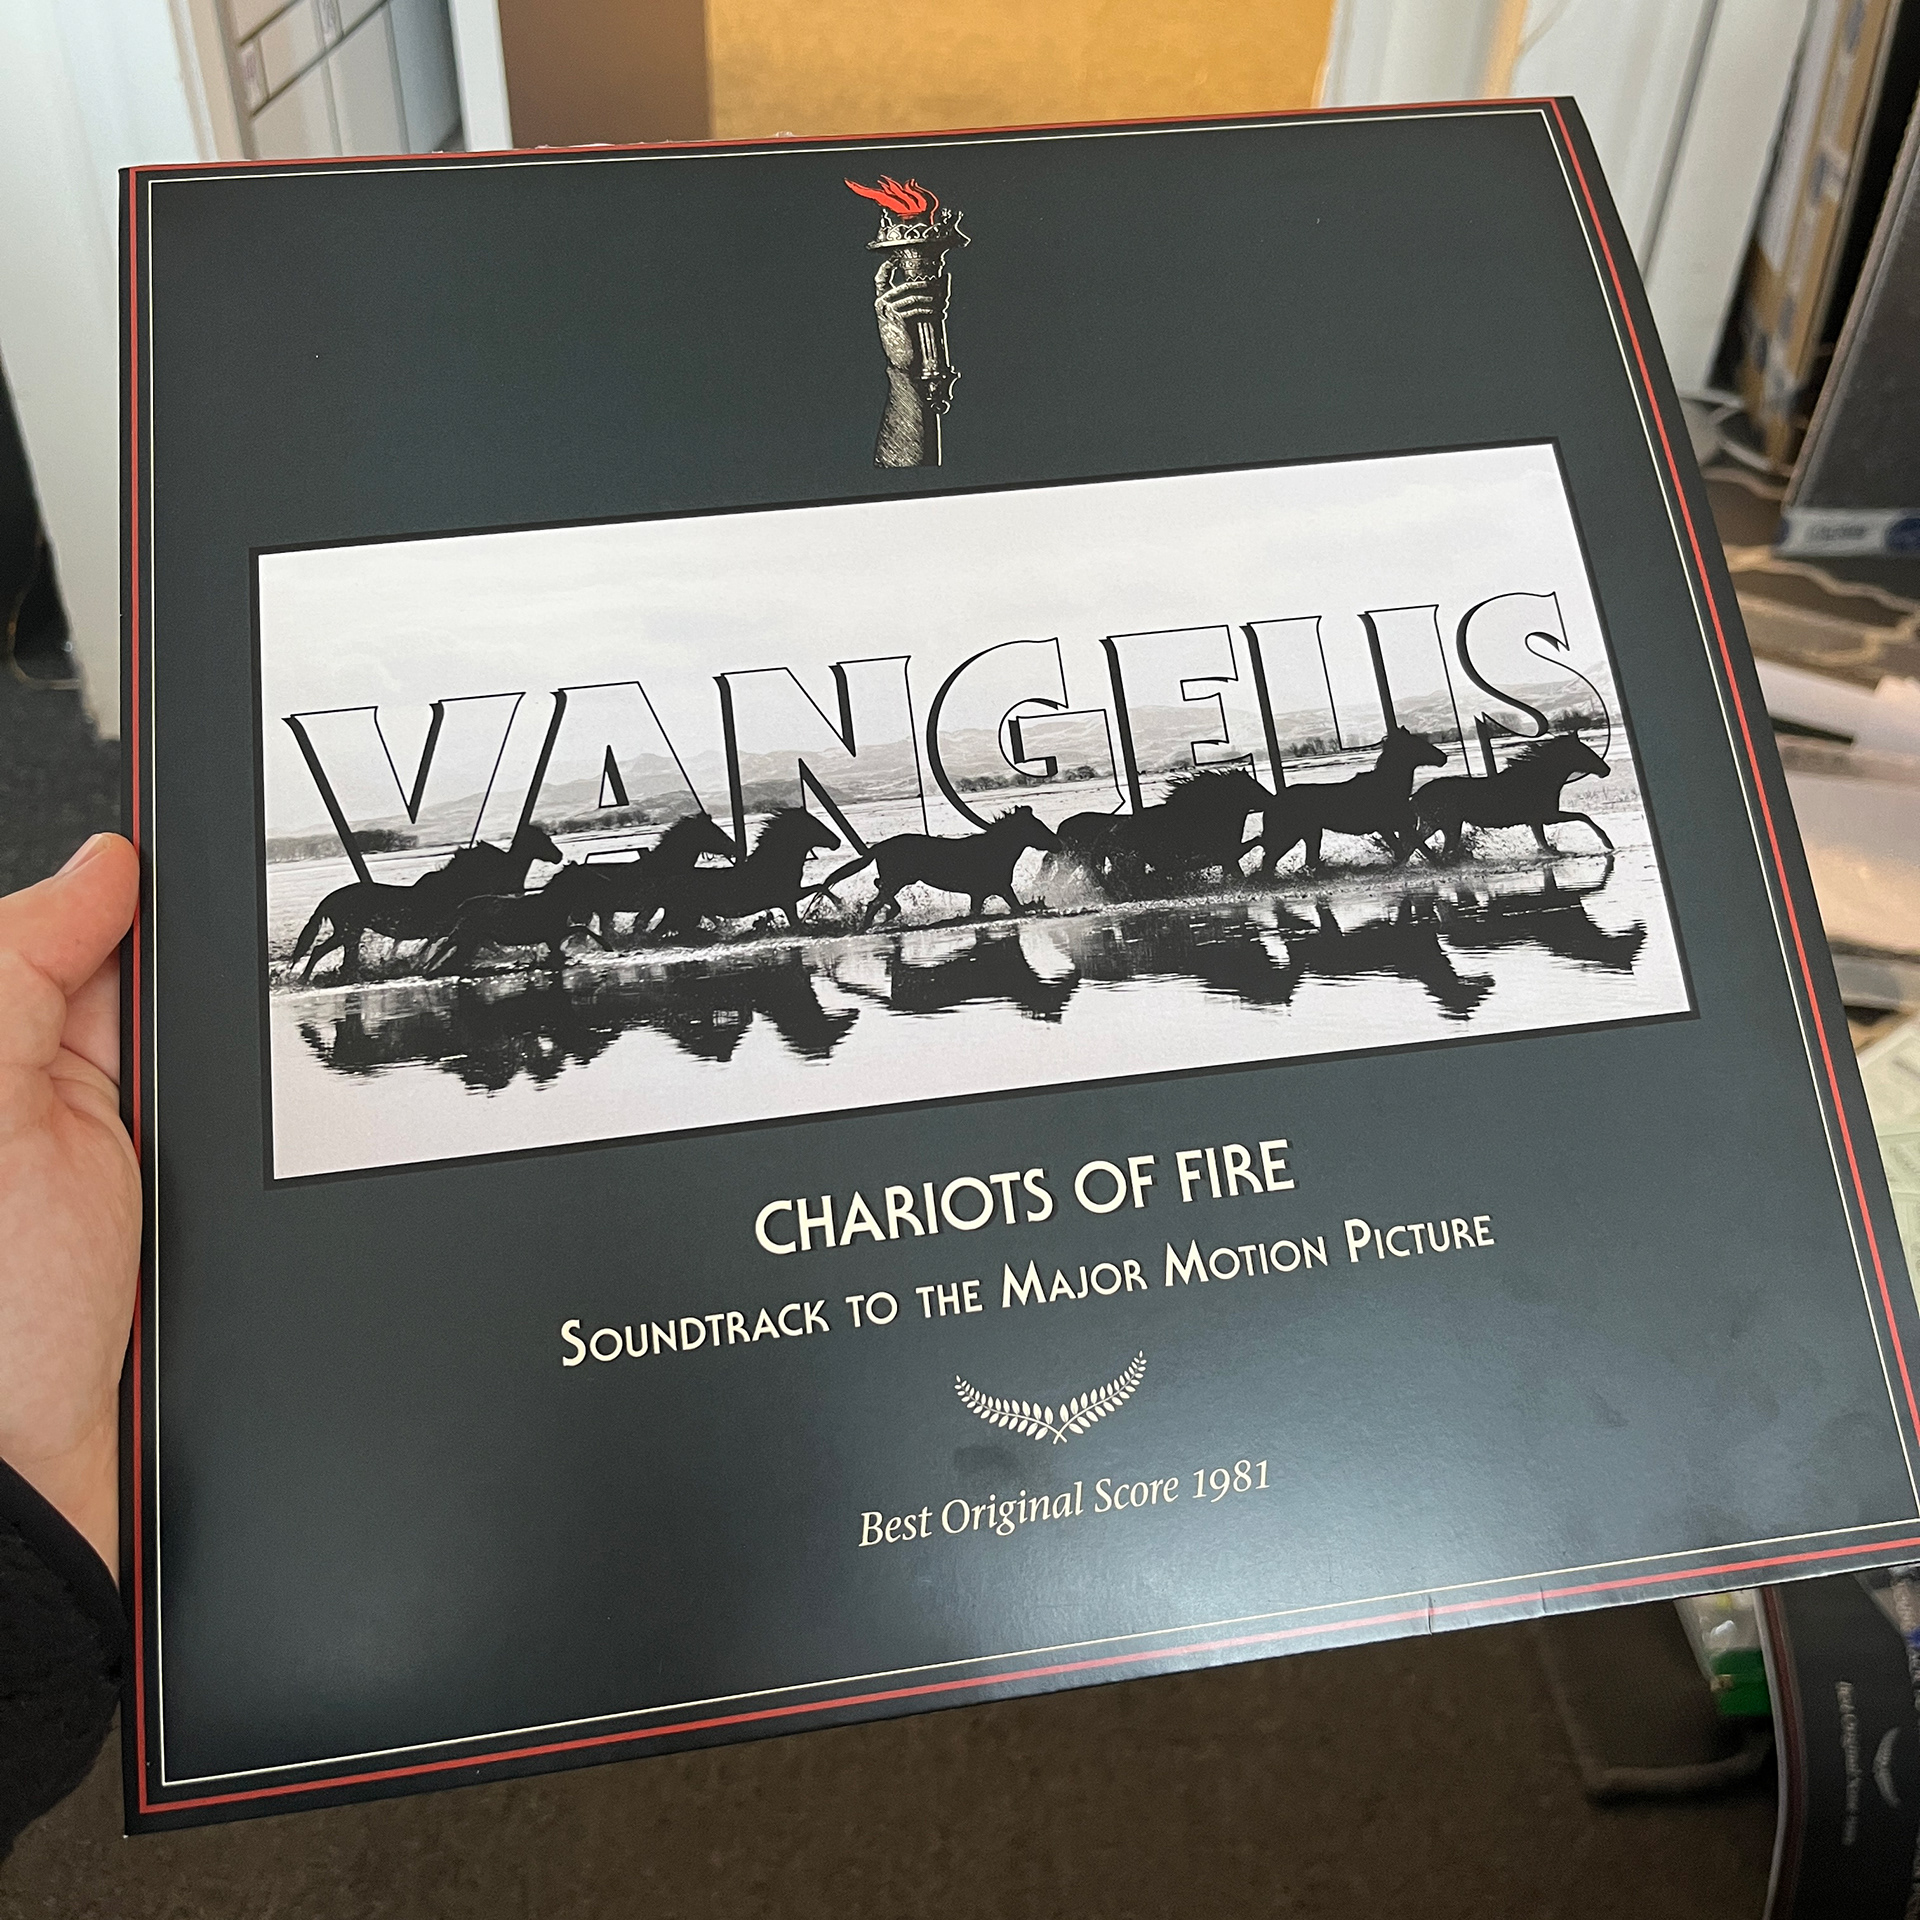 VANGELIS
CHARIOTS OF FIRE
SOUNDTRACK TO THE MAJOR MOTION PICTURE
Best Original Score 1981